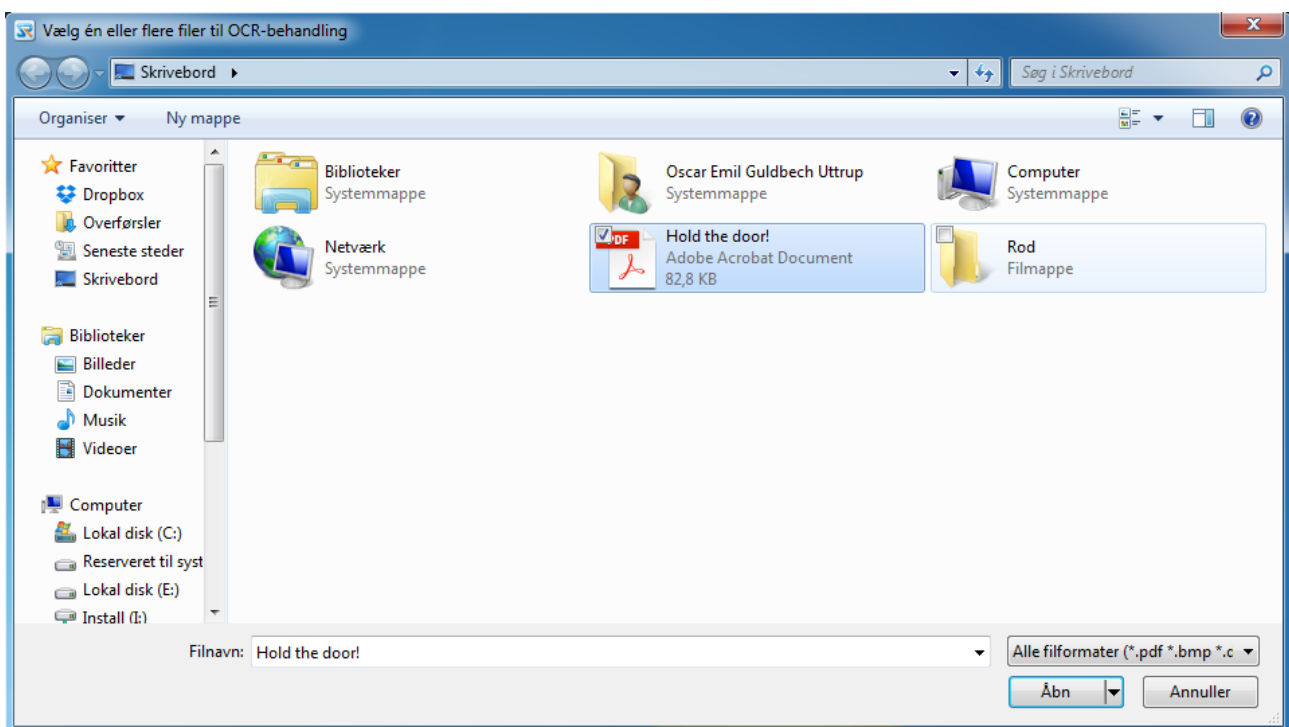 Vælg én eller flere filer til OCR-behandling
Skrivebord
Søg i Skrivebord
Organiser
Ny mappe
Favoritter
Dropbox
Overførsler
Seneste steder
Skrivebord
Biblioteker
Billeder
Dokumenter
Musik
Videoer
Computer
Lokal disk (C:)
Reserveret til syst
Lokal disk (E:)
Install (I:)
Biblioteker
Systemmappe
Oscar Emil Guldbech Uttrup
Systemmappe
Computer
Systemmappe
Netværk
Systemmappe
PDF
Hold the door!
Adobe Acrobat Document
82,8 KB
Rod
Filmappe
Filnavn: Hold the door!
Alle filformater (*.pdf *.bmp *.c
Åbn
Annuller